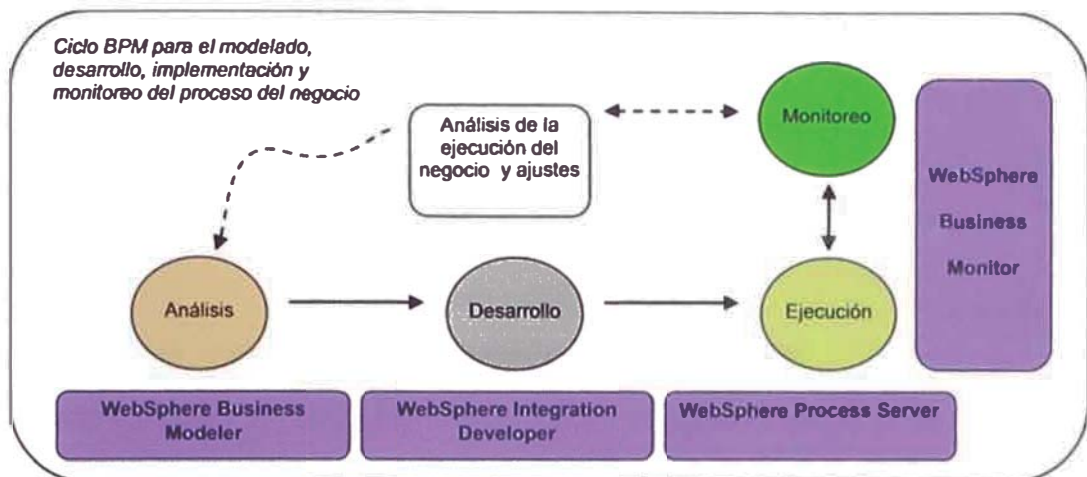 Ciclo BPM para el modelado,
desarrollo, implementación y
monitoreo del proceso del negocio
Análisis de la
ejecución del
negocio y ajustes
Monitoreo
WebSphere
Business
Monitor
Análisis
Desarrollo
Ejecución
WebSphere Business
Modeler
WebSphere Integration
Developer
WebSphere Process Server